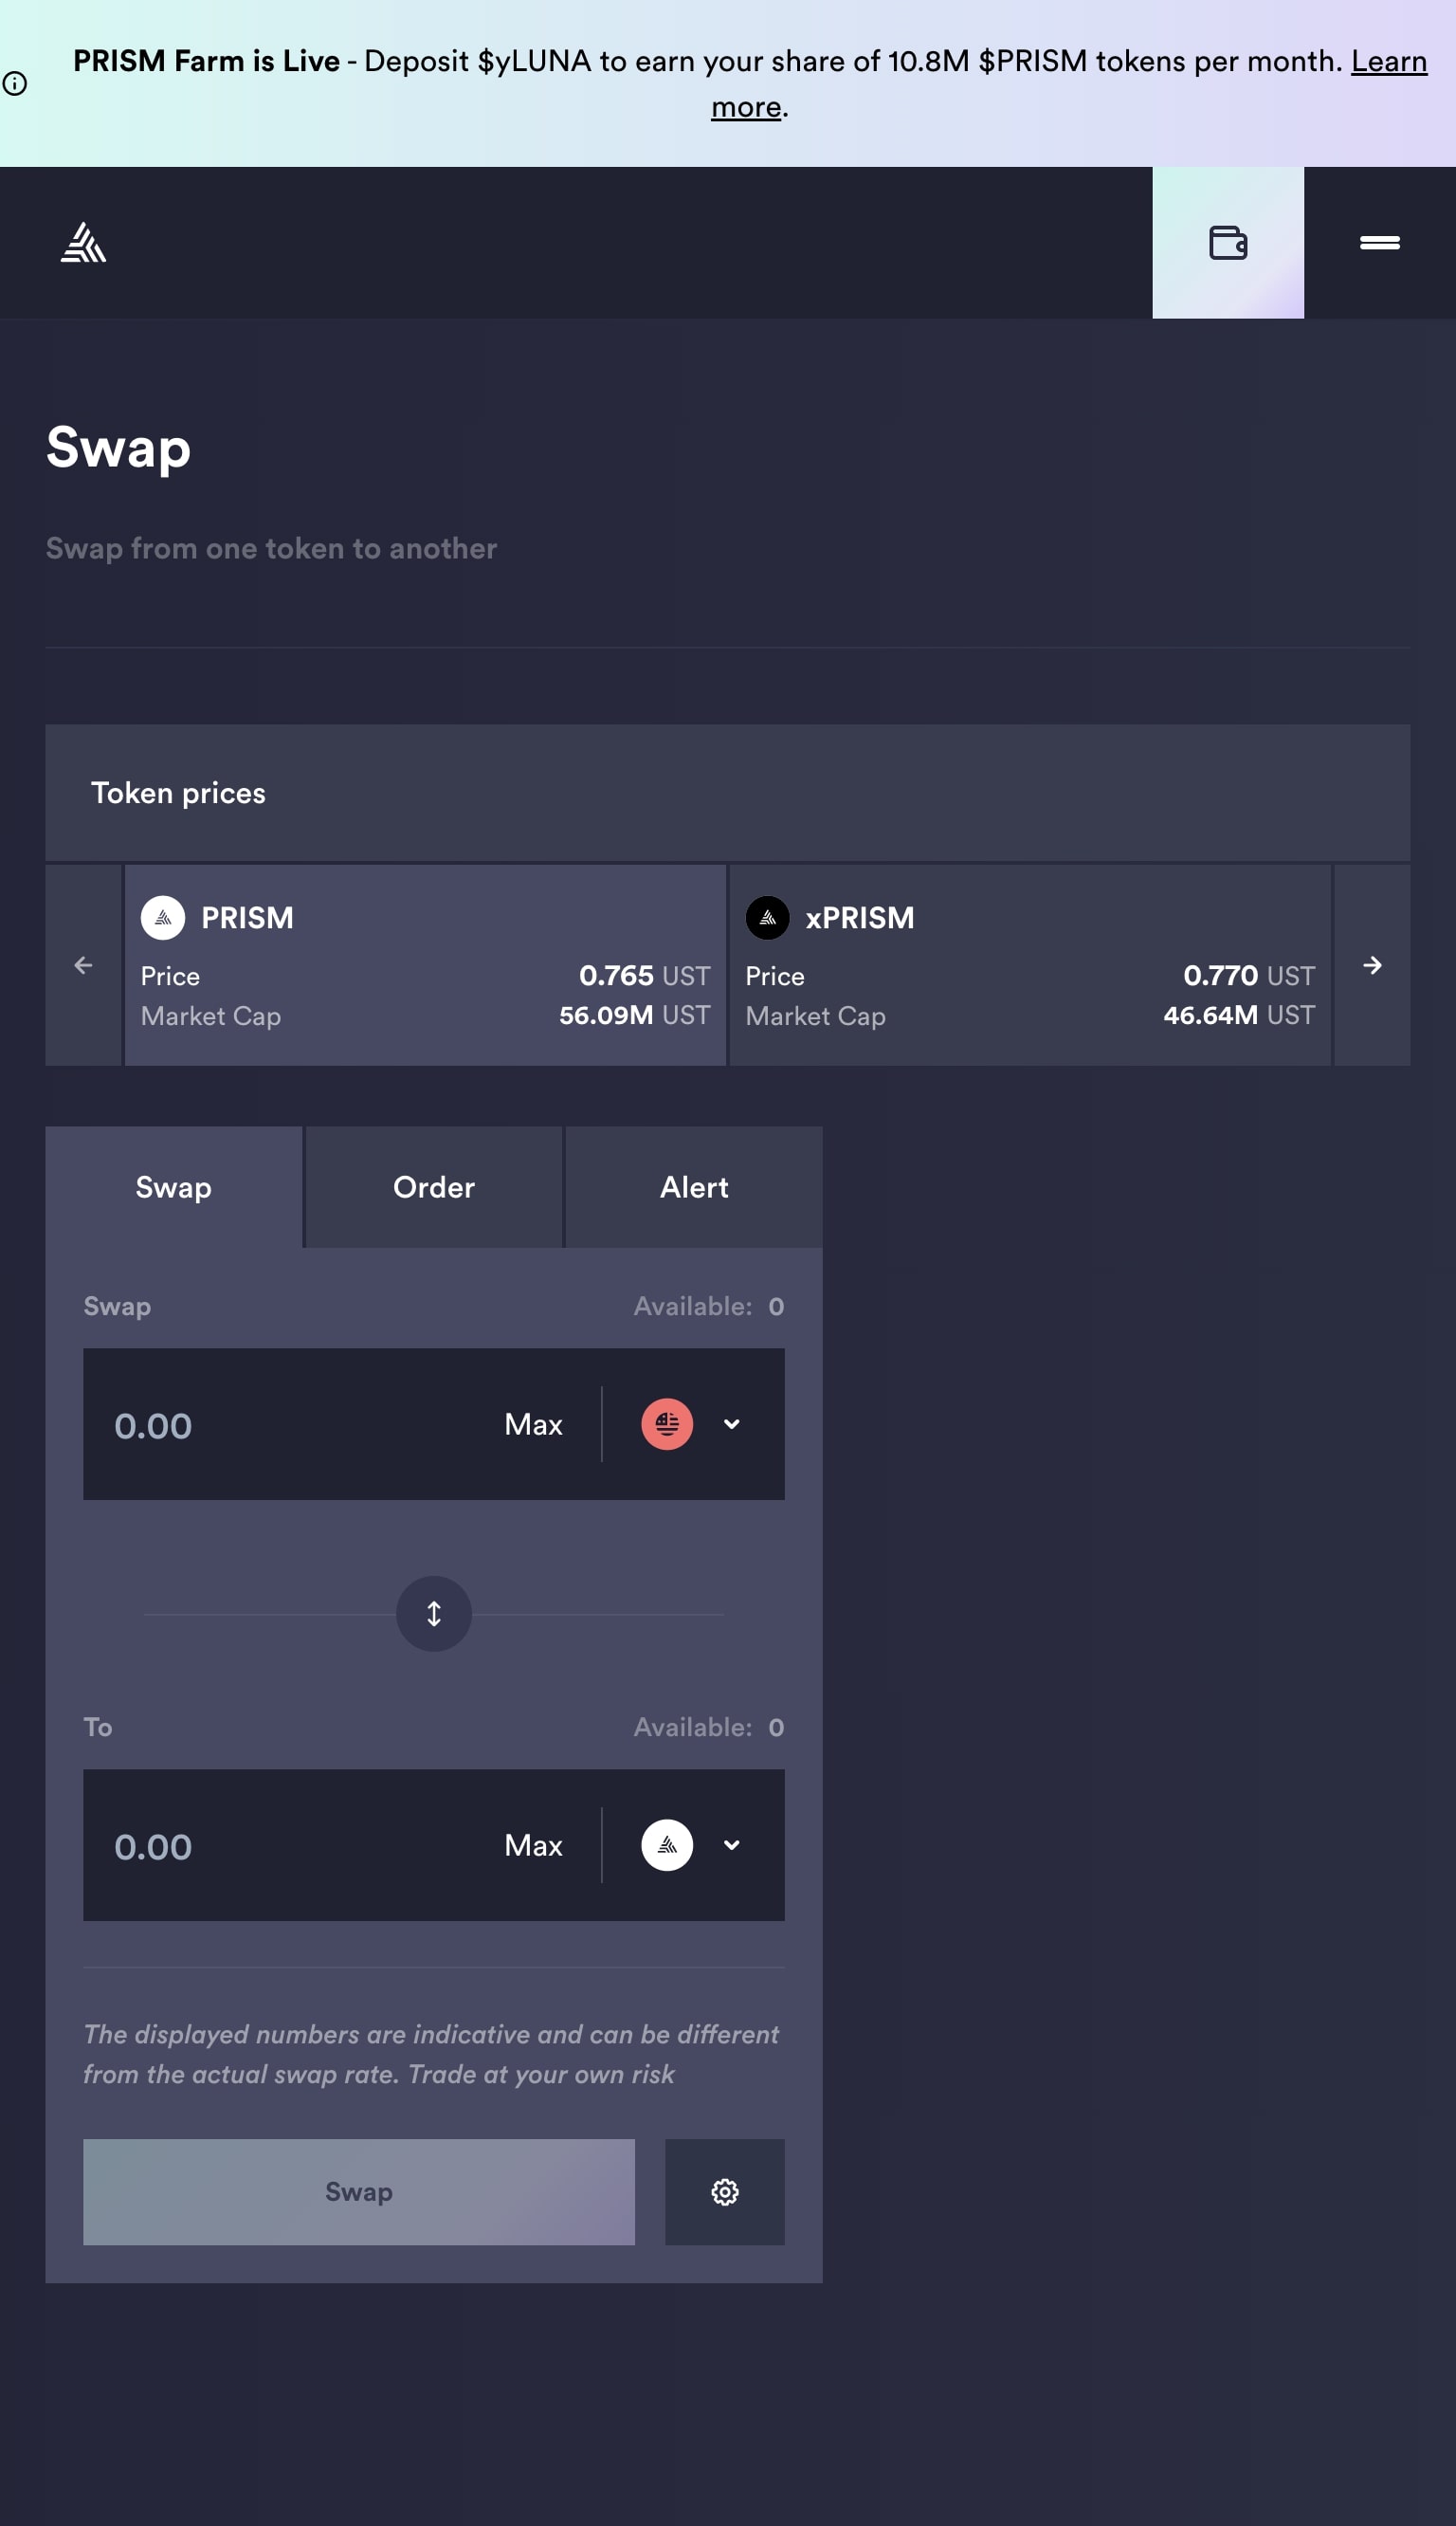 PRISM Farm is Live - Deposit $yLUNA to earn your share of 10.8M $PRISM tokens per month. Learn
more.
Swap
Swap from one token to another
Token prices
PRISM
Price 0.765 UST
Market Cap 56.09M UST
xPRISM
Price 0.770 UST
Market Cap 46.64M UST
Swap Order Alert
Swap Available: 0
0.00 Max
To Available: 0
0.00 Max
The displayed numbers are indicative and can be different
from the actual swap rate. Trade at your own risk
Swap